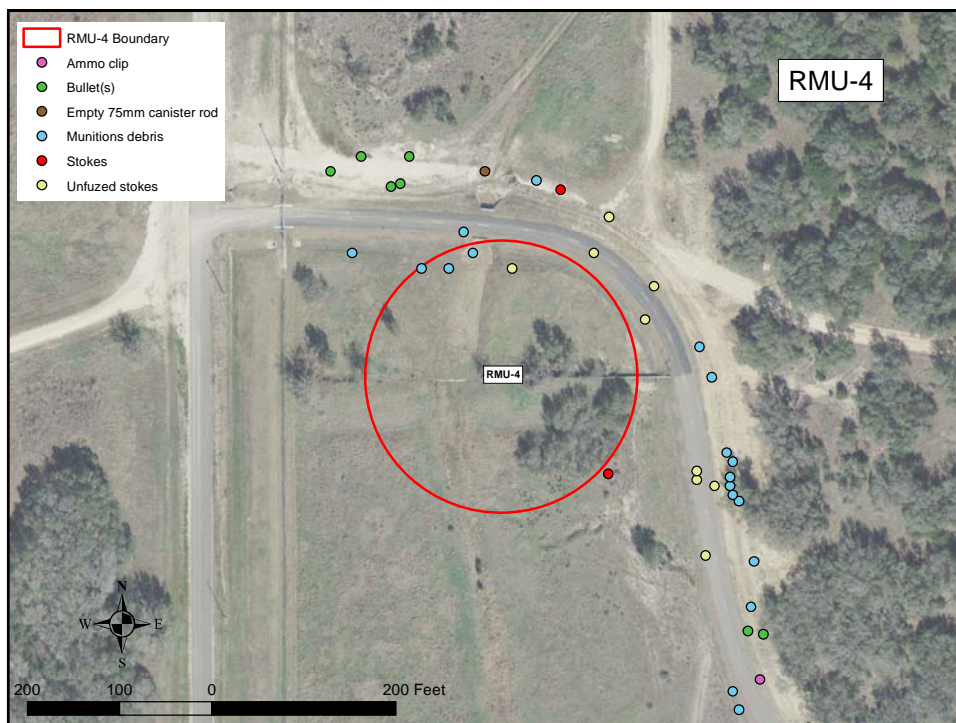 RMU-4 Boundary
Ammo clip
Bullet(s)
Empty 75mm canister rod
Munitions debris
Stokes
Unfuzed stokes
RMU-4
RMU-4
N
W E
S
200 100 0 200 Feet